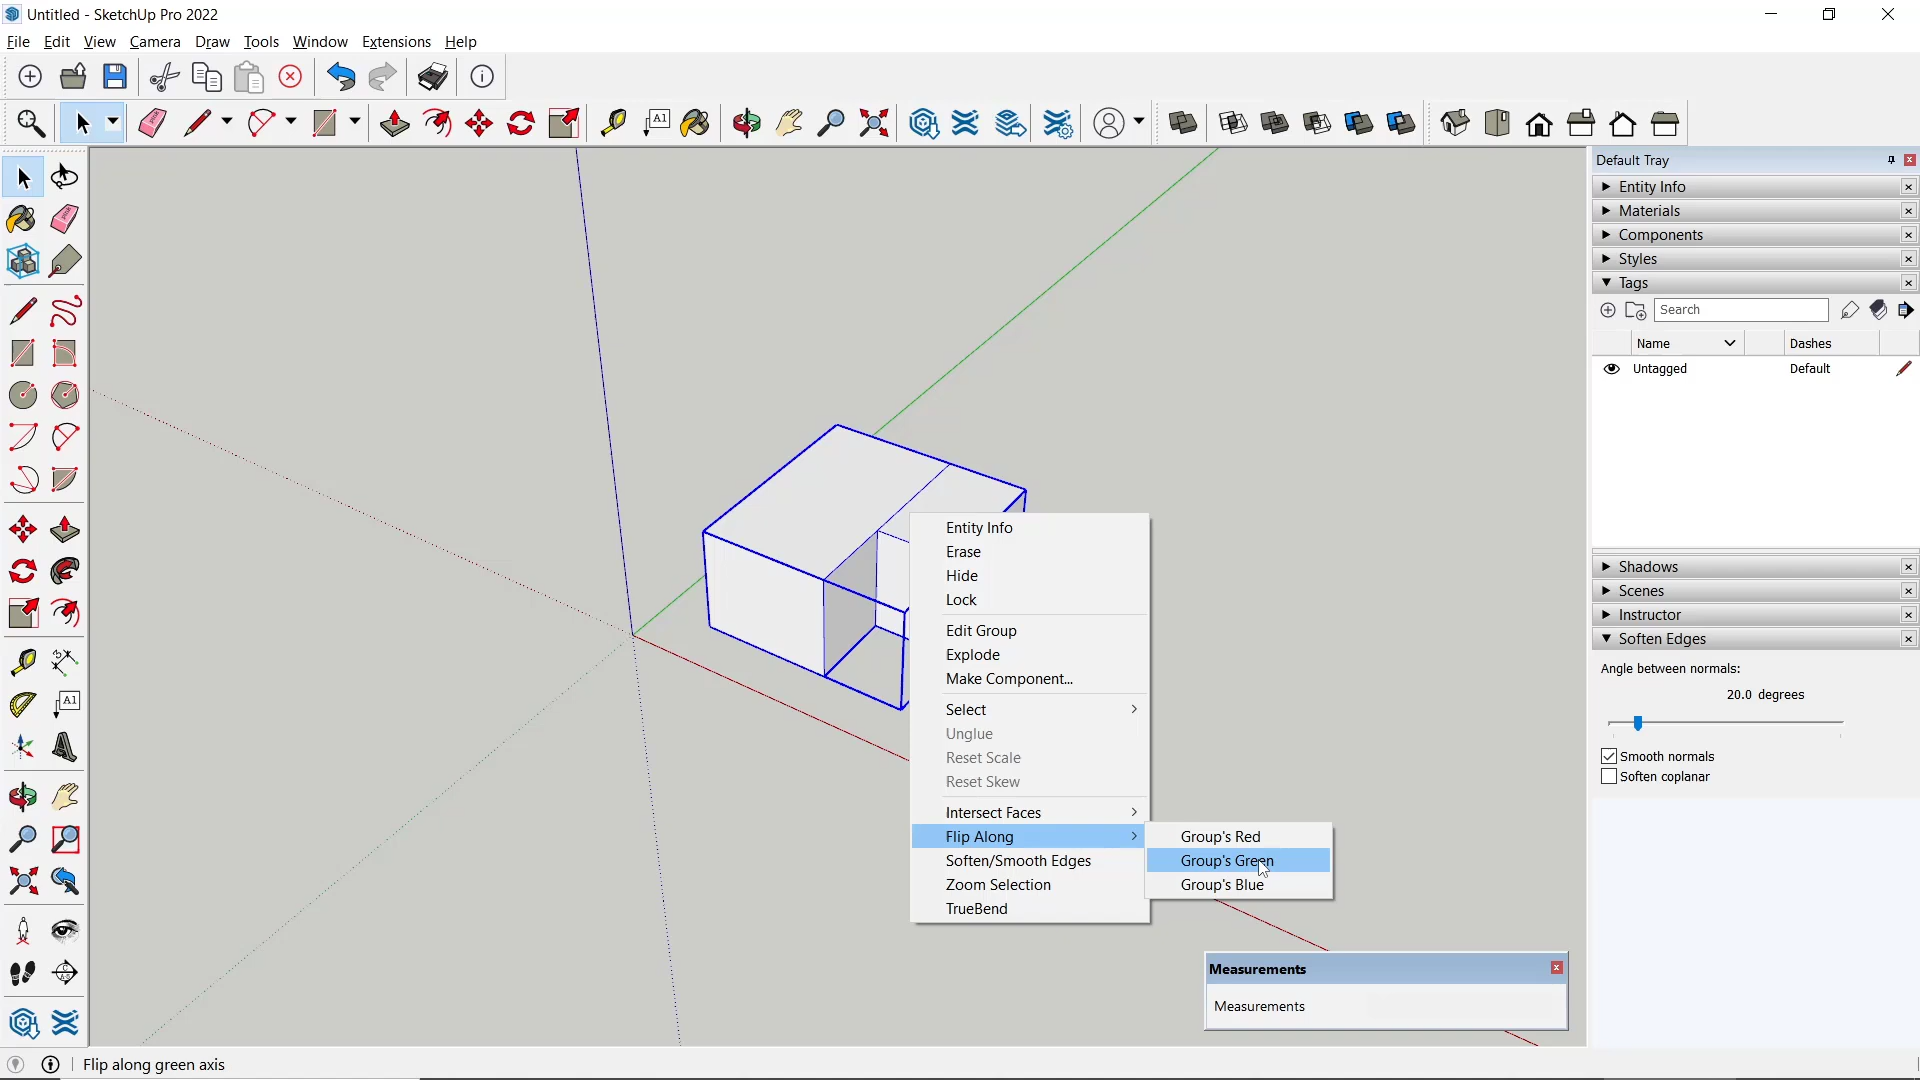 Untitled - SketchUp Pro 2022
File Edit View Camera Draw Tools Window Extensions Help
A1
Default Tray
Entity Info
Materials
Components
Styles
Tags
Search
Name Dashes
Untagged Default
Entity Info
Erase
Hide
Lock
Edit Group
Explode
Make Component...
Select
Unglue
Reset Scale
Reset Skew
Intersect Faces
Flip Along
Soften/Smooth Edges
Zoom Selection
TrueBend
Group's Red
Group's Green
Group's Blue
Shadows
Scenes
Instructor
Soften Edges
Angle between normals:
20.0 degrees
Smooth normals
Soften coplanar
A1
Measurements
Measurements
Flip along green axis